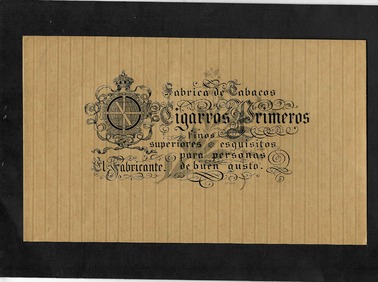 Fabrica de Tabacos
Cigarros Primeros
finos
superiores esquisitos
para personas
El Fabricante. de buen gusto.